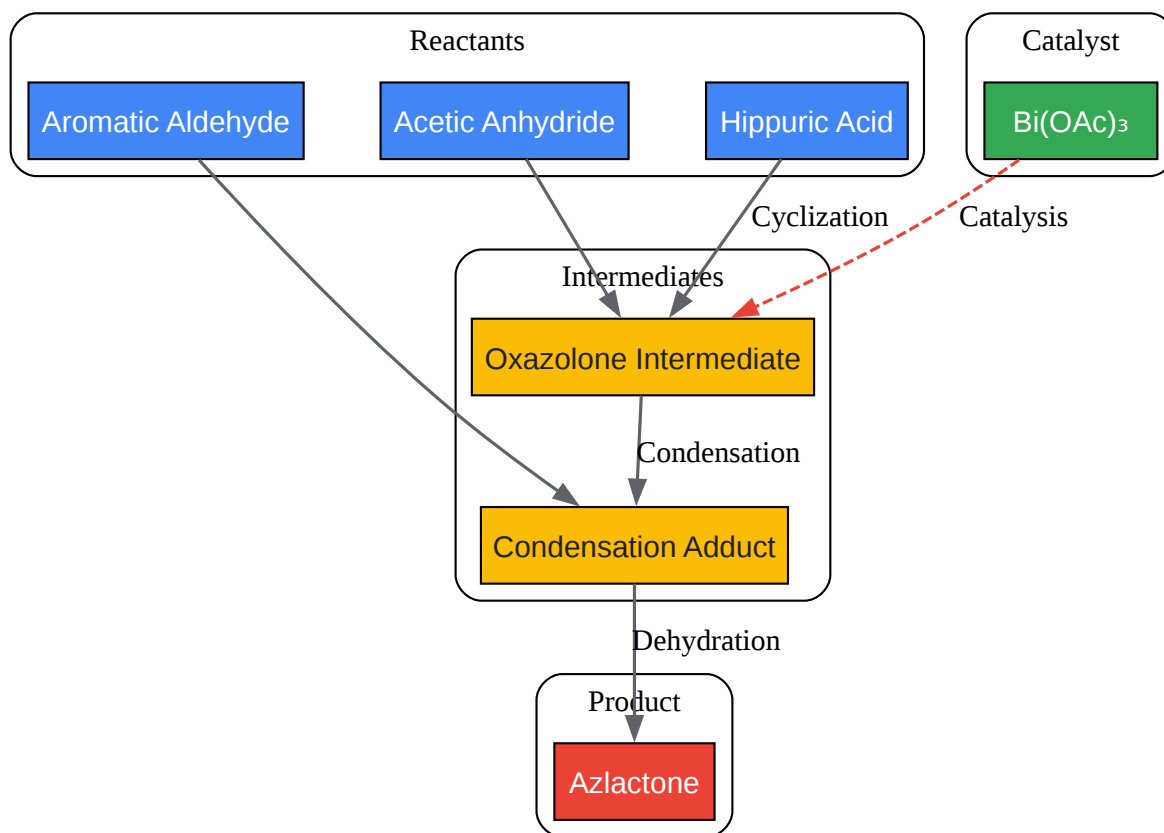 Reactants
Catalyst
Aromatic Aldehyde
Acetic Anhydride
Hippuric Acid
Bi(OAc)₃
Cyclization
Catalysis
Intermediates
Oxazolone Intermediate
Condensation
Condensation Adduct
Dehydration
Product
Azlactone